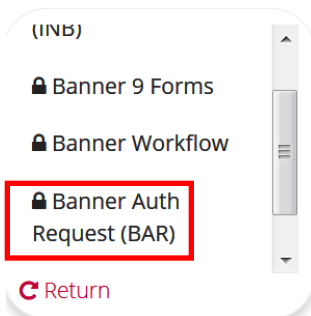 (INB)
Banner 9 Forms
Banner Workflow
Banner Auth
Request (BAR)
Return